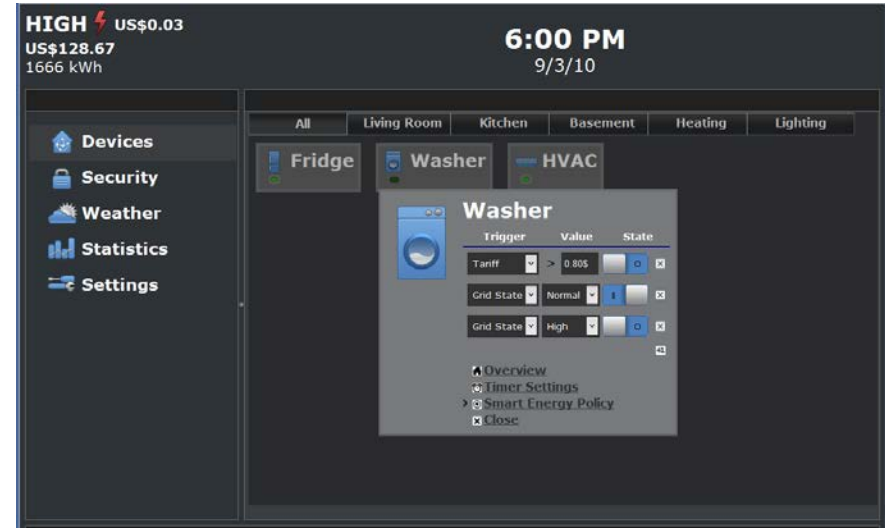 HIGH US$0.03
US$128.67
1666 kWh
6:00 PM
9/3/10
Devices
Security
Weather
Statistics
Settings
All Living Room Kitchen Basement Heating Lighting
Fridge Washer HVAC
Washer
Trigger Value State
Tariff > 0.80$ O
Grid State Normal I
Grid State High O
Overview
Timer Settings
Smart Energy Policy
Close